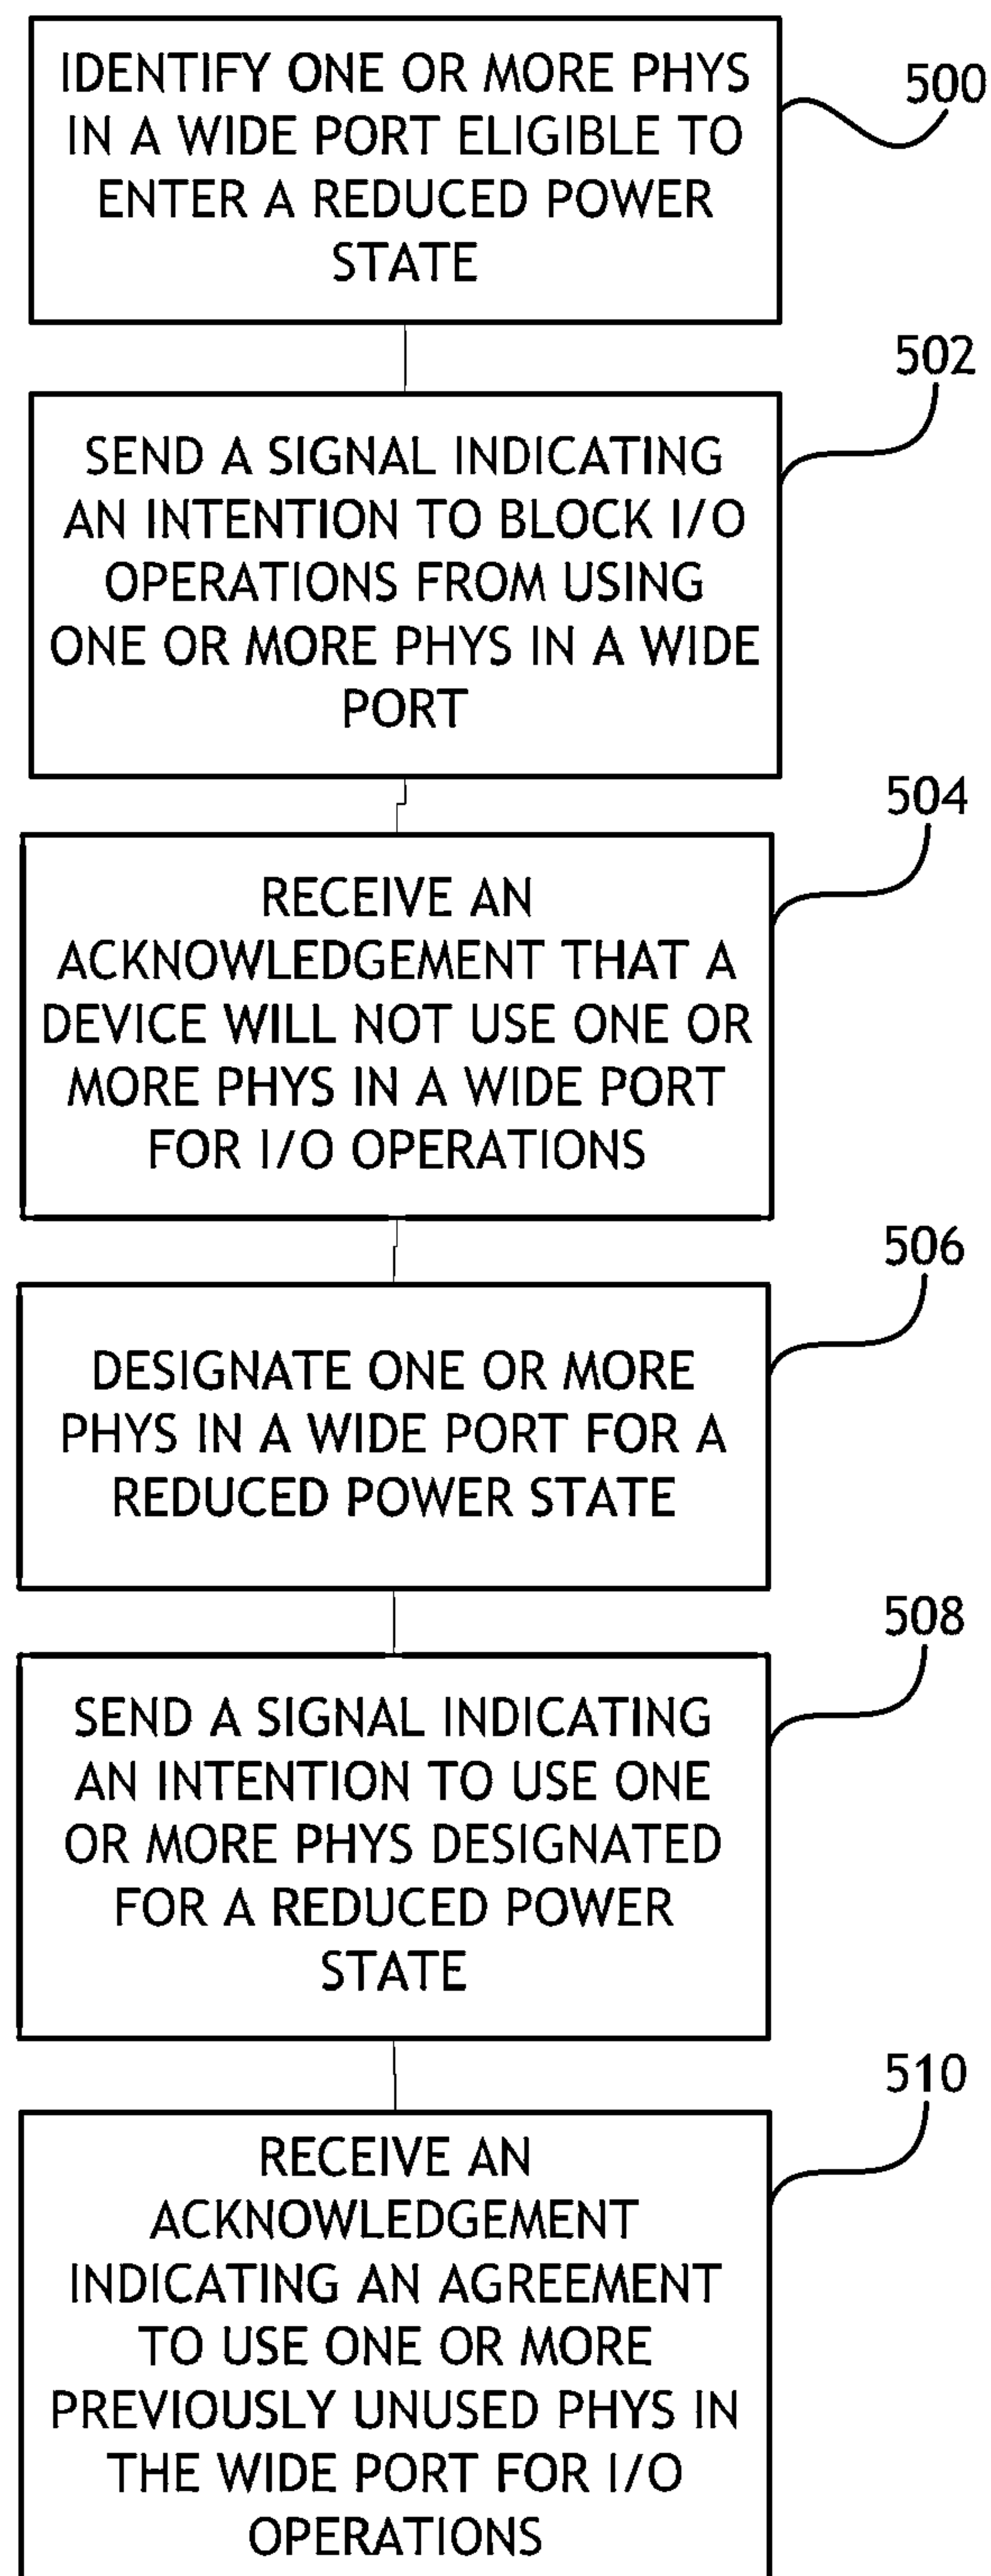 IDENTIFY ONE OR MORE PHYS
IN A WIDE PORT ELIGIBLE TO
ENTER A REDUCED POWER
STATE
500
SEND A SIGNAL INDICATING
AN INTENTION TO BLOCK I/O
OPERATIONS FROM USING
ONE OR MORE PHYS IN A WIDE
PORT
502
RECEIVE AN
ACKNOWLEDGEMENT THAT A
DEVICE WILL NOT USE ONE OR
MORE PHYS IN A WIDE PORT
FOR I/O OPERATIONS
504
DESIGNATE ONE OR MORE
PHYS IN A WIDE PORT FOR A
REDUCED POWER STATE
506
SEND A SIGNAL INDICATING
AN INTENTION TO USE ONE
OR MORE PHYS DESIGNATED
FOR A REDUCED POWER
STATE
508
RECEIVE AN
ACKNOWLEDGEMENT
INDICATING AN AGREEMENT
TO USE ONE OR MORE
PREVIOUSLY UNUSED PHYS IN
THE WIDE PORT FOR I/O
OPERATIONS
510